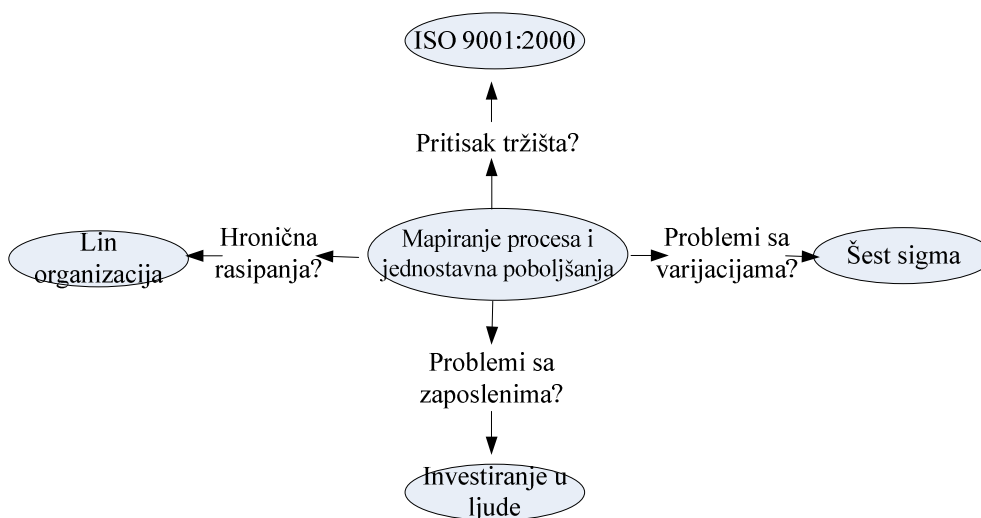 ISO 9001:2000
Pritisak tržišta?
Lin
organizacija
Hronična
rasipanja?
Mapiranje procesa i
jednostavna poboljšanja
Problemi sa
varijacijama?
Šest sigma
Problemi sa
zaposlenima?
Investiranje u
ljude